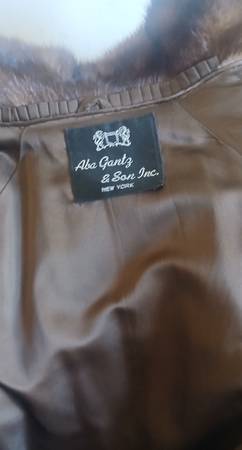 Aba Gantz
& Son Inc.
NEW YORK